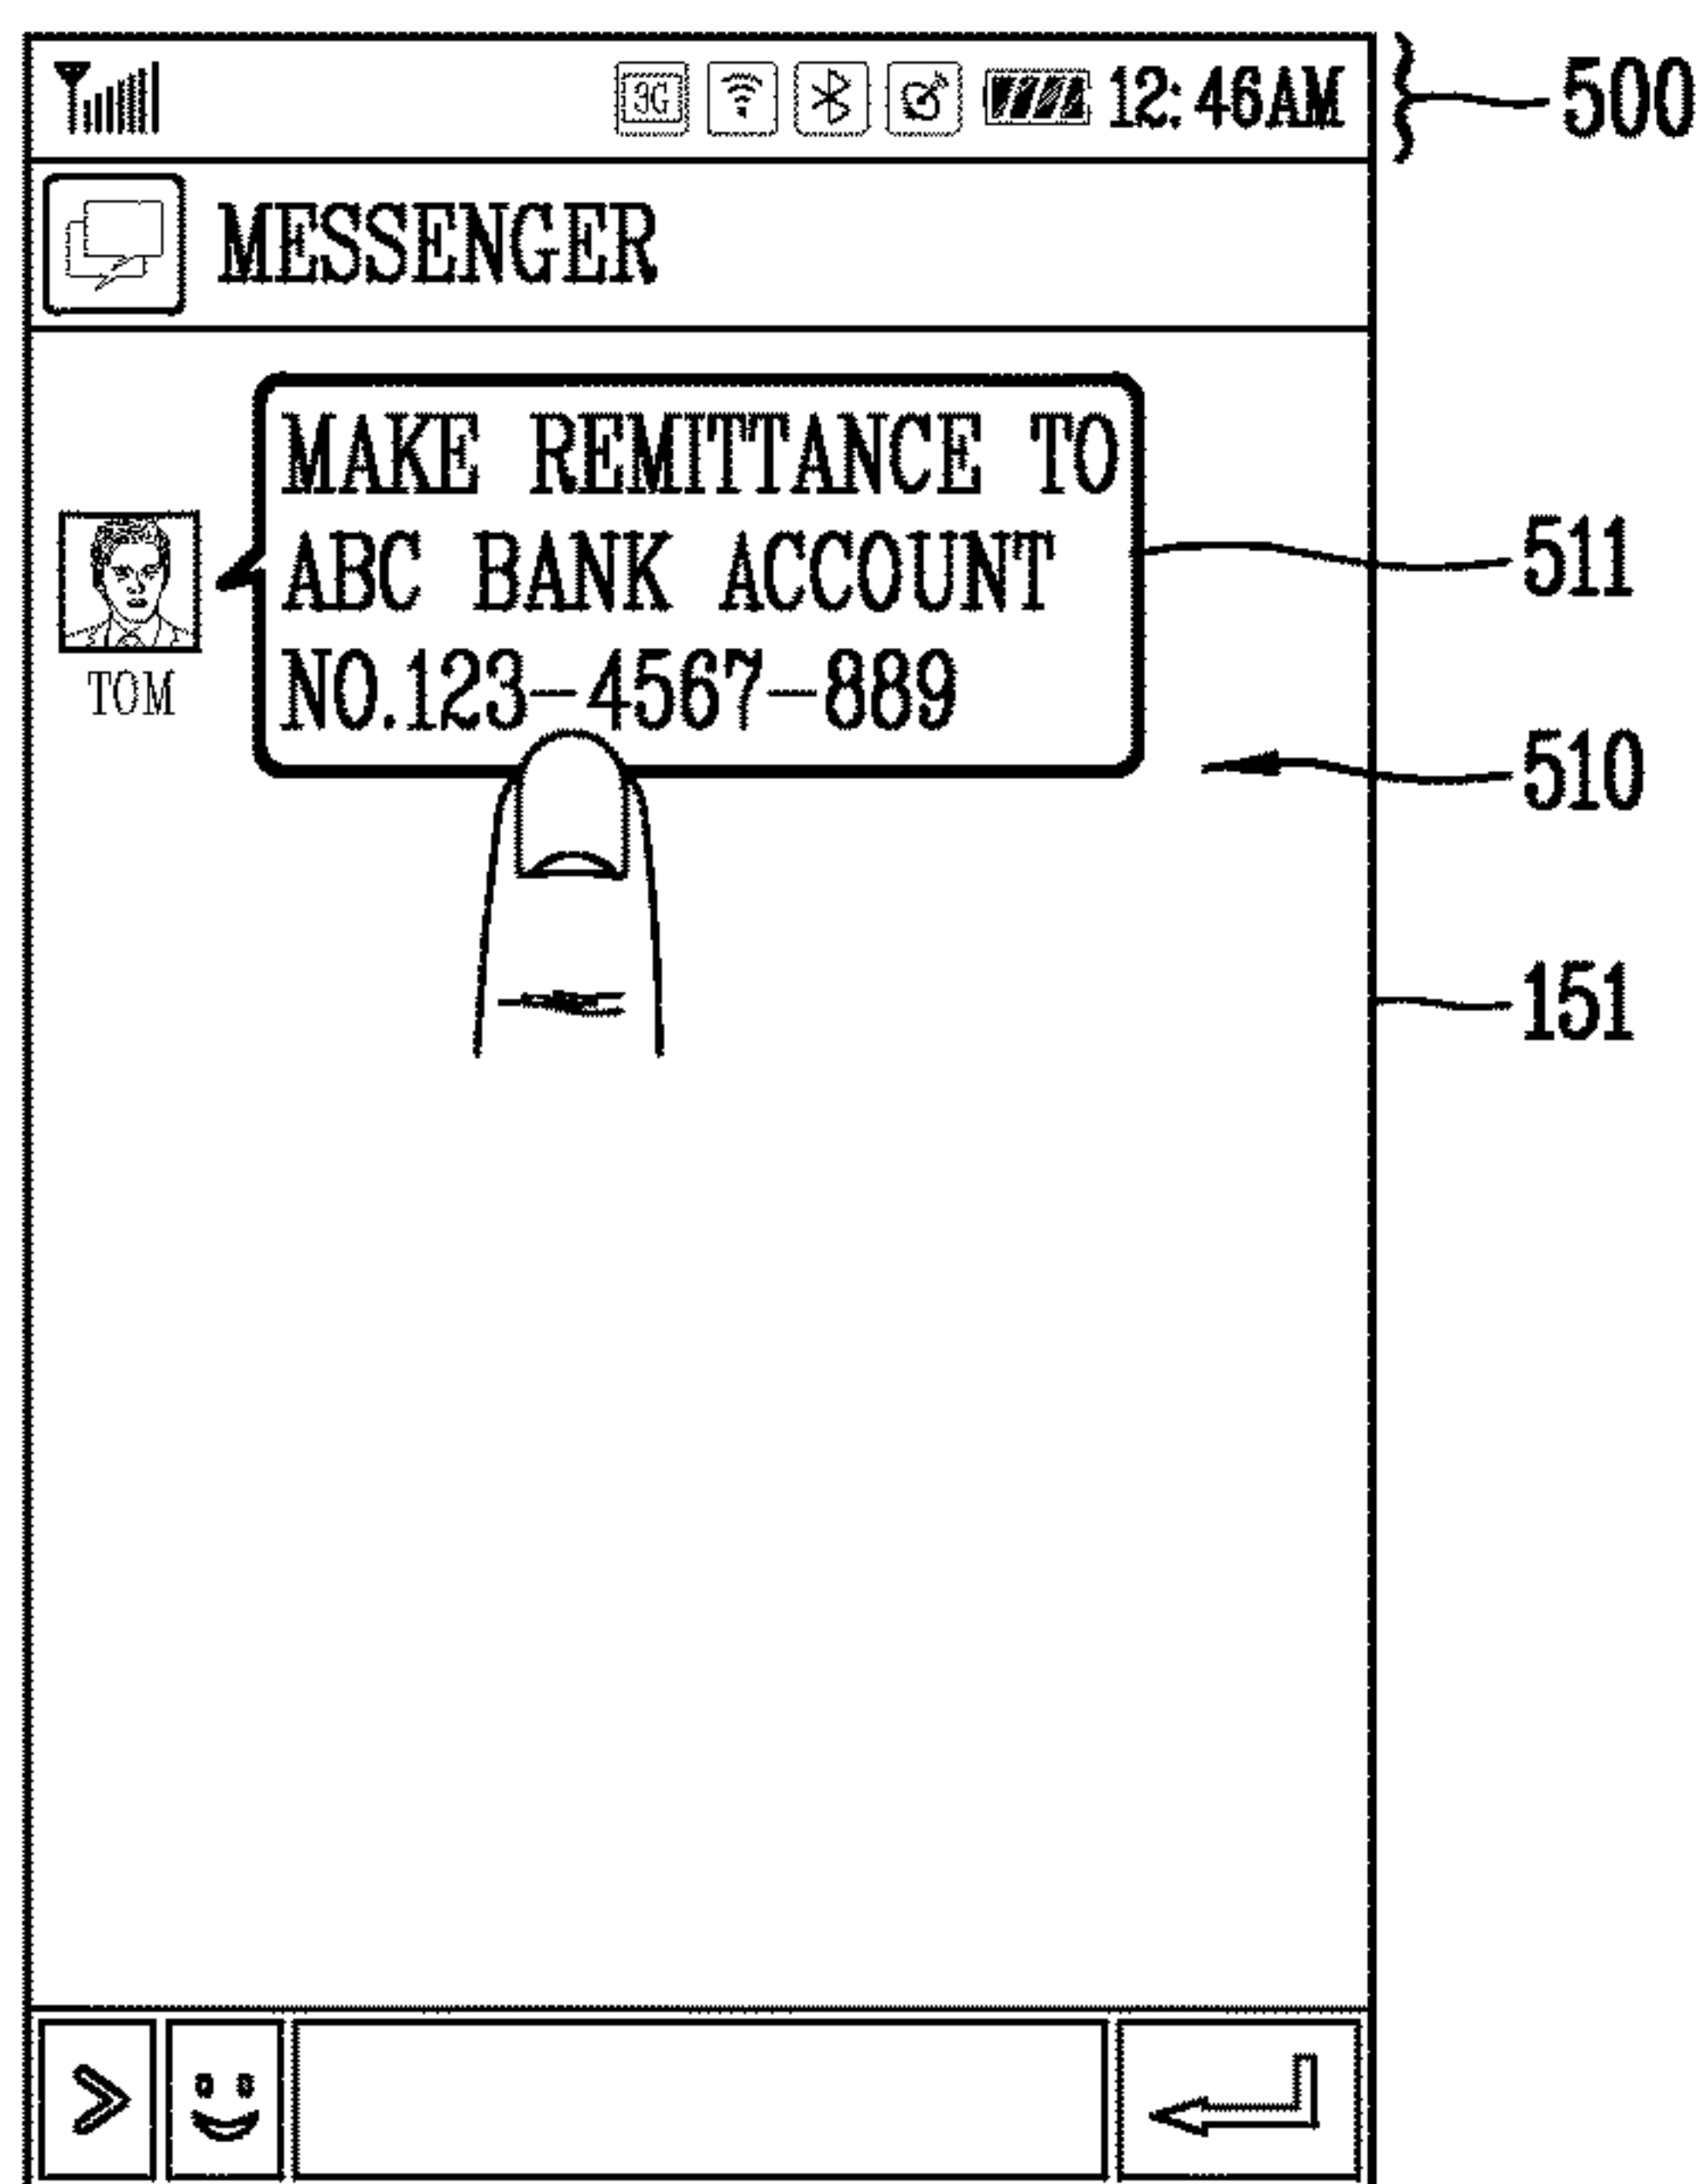 3G 12:46AM 500
MESSENGER
MAKE REMITTANCE TO
ABC BANK ACCOUNT
511
NO.123-4567-889
TOM
510
151